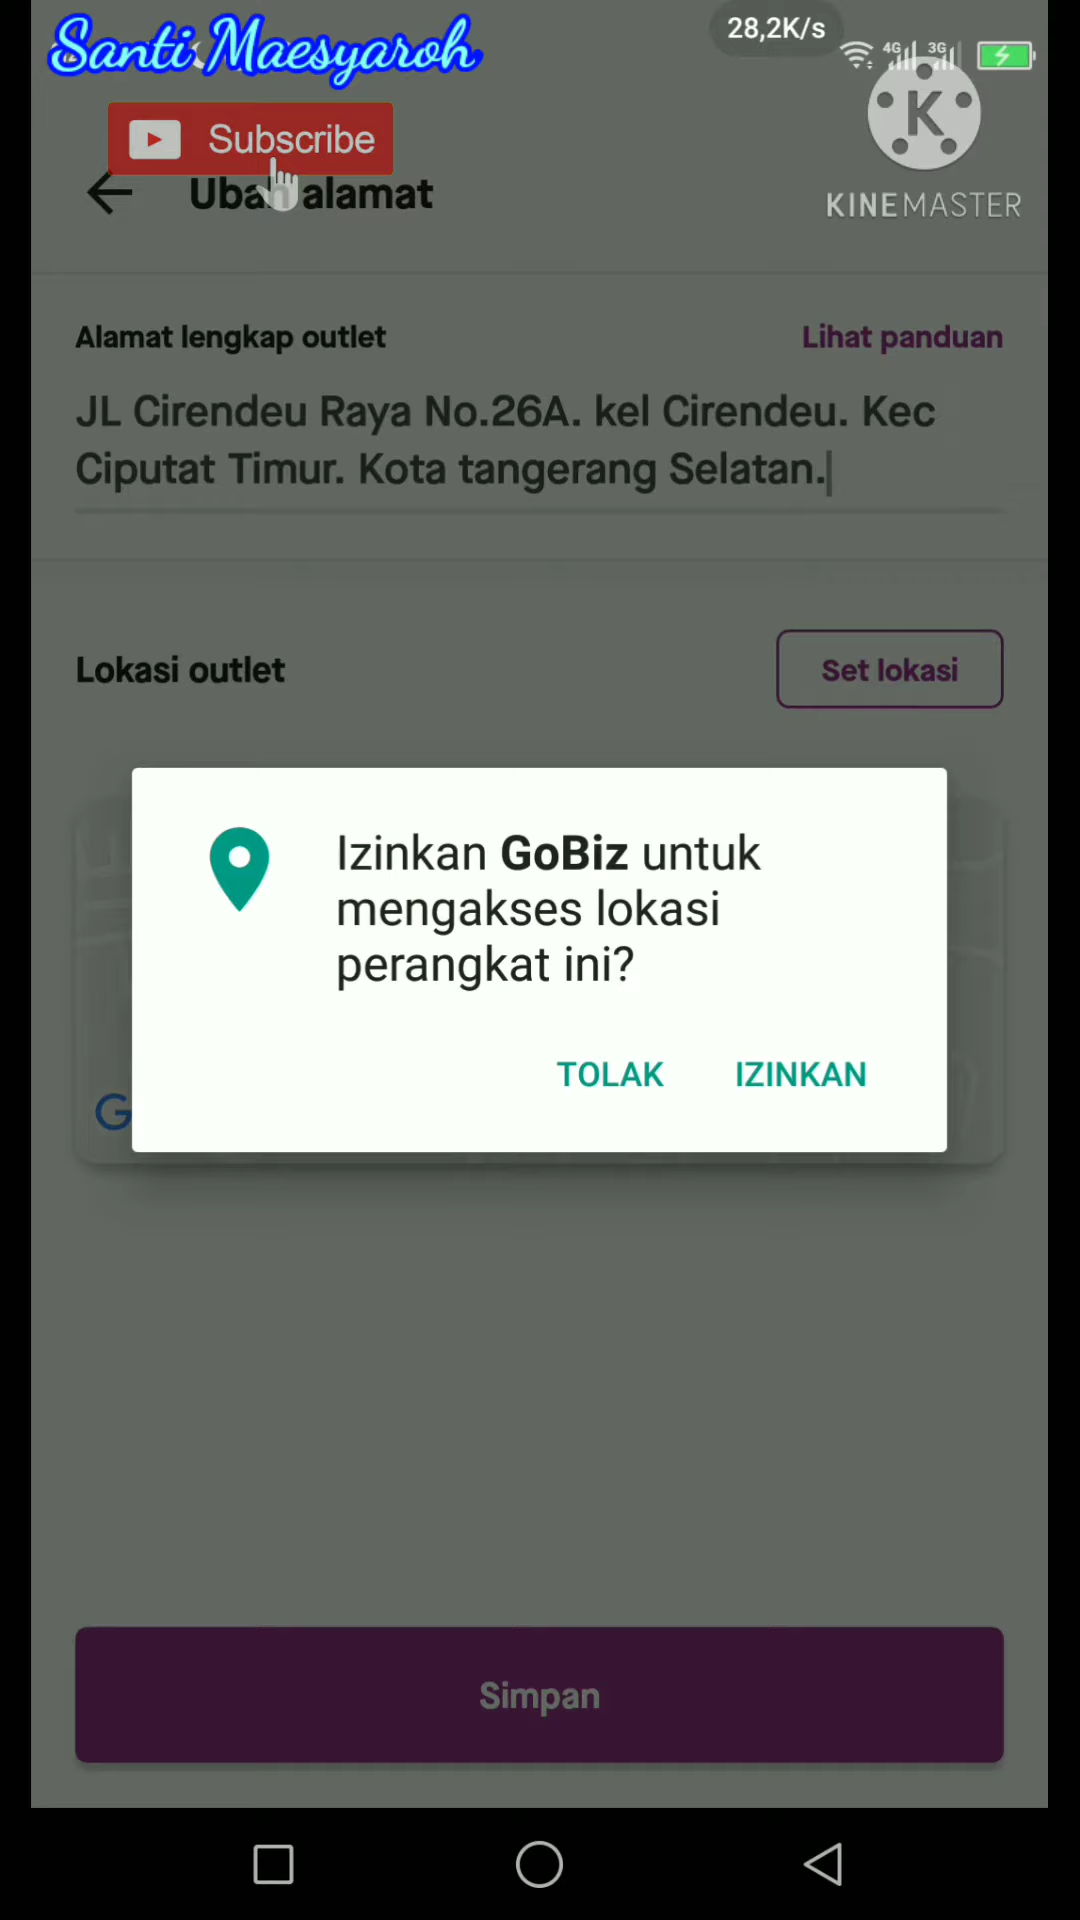 Santi Maesyaroh
28,2K/s
4G
3G
Subscribe
K
KINEMASTER
Ubah alamat
Alamat lengkap outlet
Lihat panduan
JL Cirendeu Raya No.26A. kel Cirendeu. Kec
Ciputat Timur. Kota tangerang Selatan.
Lokasi outlet
Set lokasi
Izinkan GoBiz untuk
mengakses lokasi
perangkat ini?
TOLAK
IZINKAN
G
Simpan